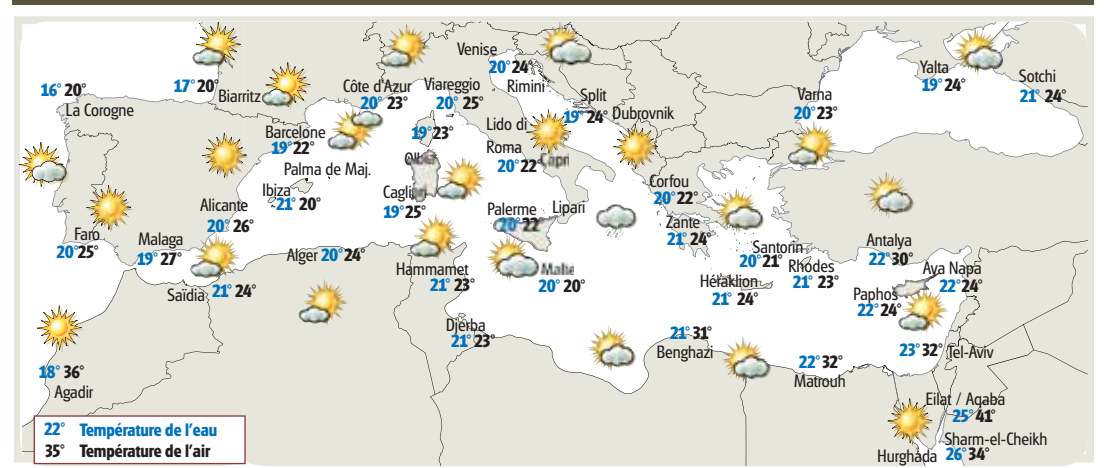 Venise
20° 24°
Rimini
16° 20°
La Corogne
17° 20°
Biarritz
Côte d'Azur
20° 23°
Viareggio
20° 25°
Split
19° 24°
Dubrovnik
Varna
20° 23°
Yalta
19° 24°
Sotchi
21° 24°
Barcelone
19° 22°
19° 23°
Olbia
Lido di
Roma
20° 22°
Capri
Palma de Maj.
Ibiza
21° 20°
Cagliari
19° 25°
Alicante
20° 26°
Palerme
20° 22°
Lipari
Corfou
20° 22°
Zante
21° 24°
Faro
20° 25°
Malaga
19° 27°
Alger 20° 24°
Hammamet
21° 23°
Malte
20° 20°
Santorin
20° 21°
Rhodes
21° 23°
Antalya
22° 30°
Aya Napa
22° 24°
Paphos
22° 24°
Héraklion
21° 24°
Saïdia
21° 24°
Djerba
21° 23°
21° 31°
Benghazi
22° 32°
Matrouh
23° 32° Tel-Aviv
18° 36°
Agadir
Eilat / Aqaba
25° 41°
Sharm-el-Cheikh
26° 34°
Hurghada
22° Température de l'eau
35° Température de l'air